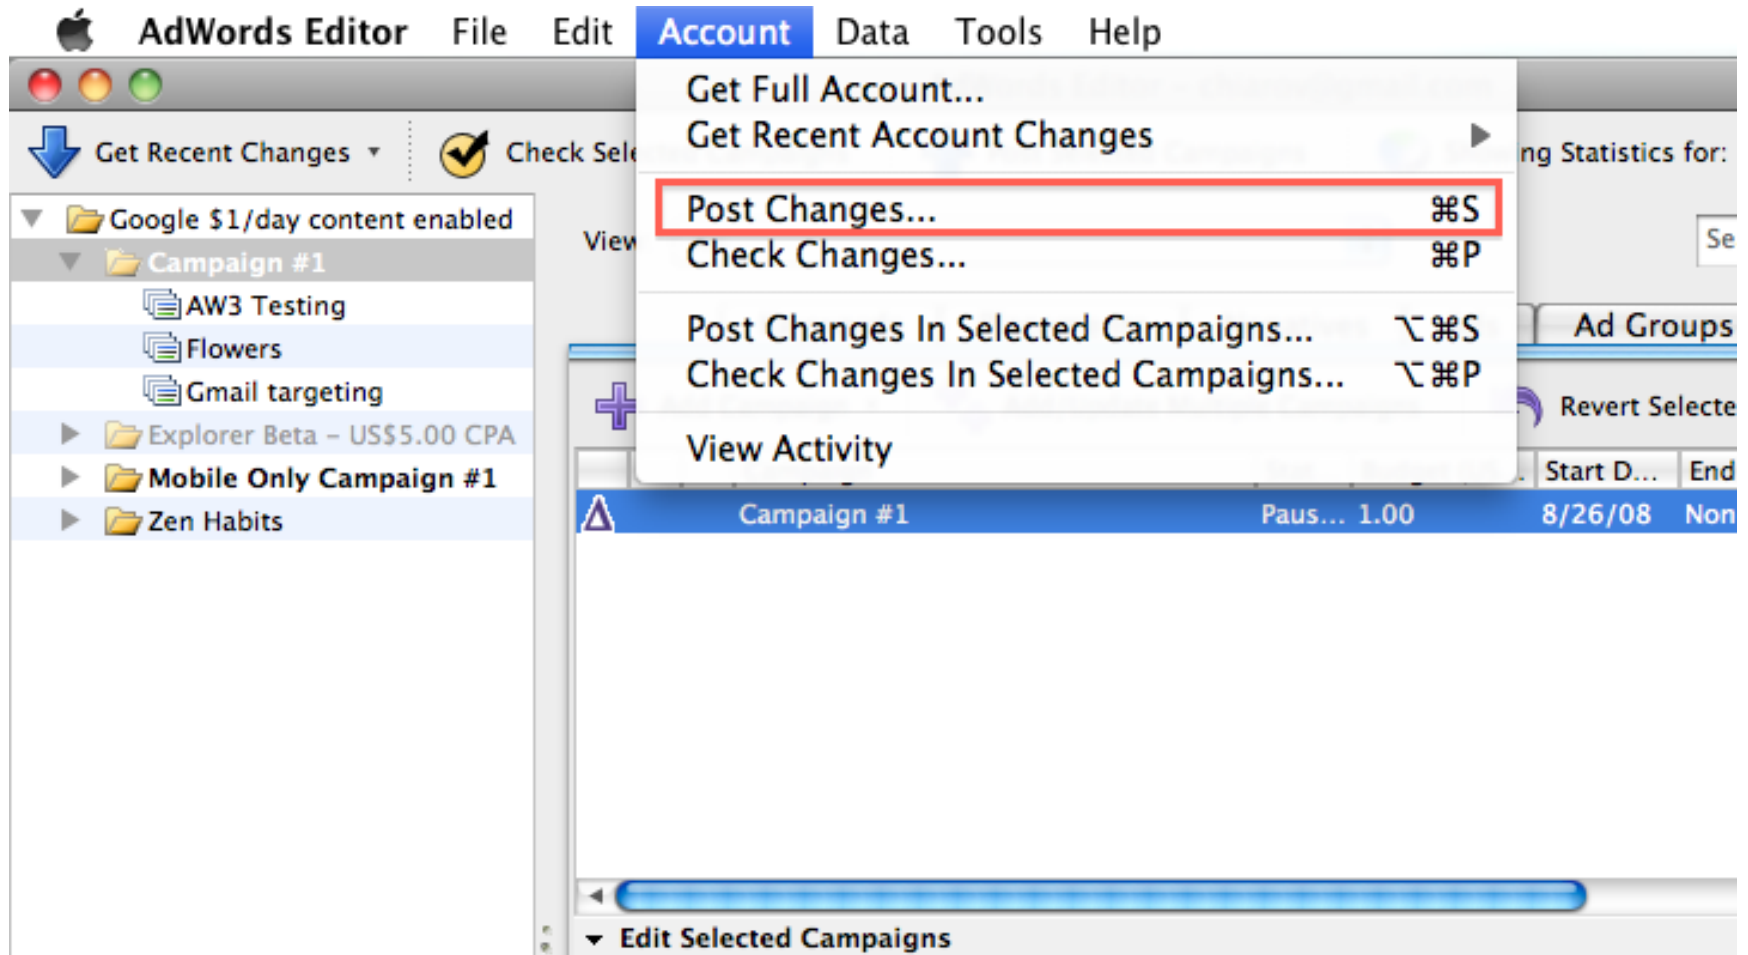 AdWords Editor File Edit Account Data Tools Help
Get Full Account...
Get Recent Account Changes
Get Recent Changes
Check Sele
ng Statistics for:
Post Changes... ⌘S
Check Changes... ⌘P
Post Changes In Selected Campaigns... ⌥⌘S
Check Changes In Selected Campaigns... ⌥⌘P
View Activity
Google $1/day content enabled
Campaign #1
AW3 Testing
Flowers
Gmail targeting
Explorer Beta – US$5.00 CPA
Mobile Only Campaign #1
Zen Habits
View
Se
Ad Groups
Revert Selecte
Start D... End
Campaign #1 Paus... 1.00 8/26/08 Non
Edit Selected Campaigns